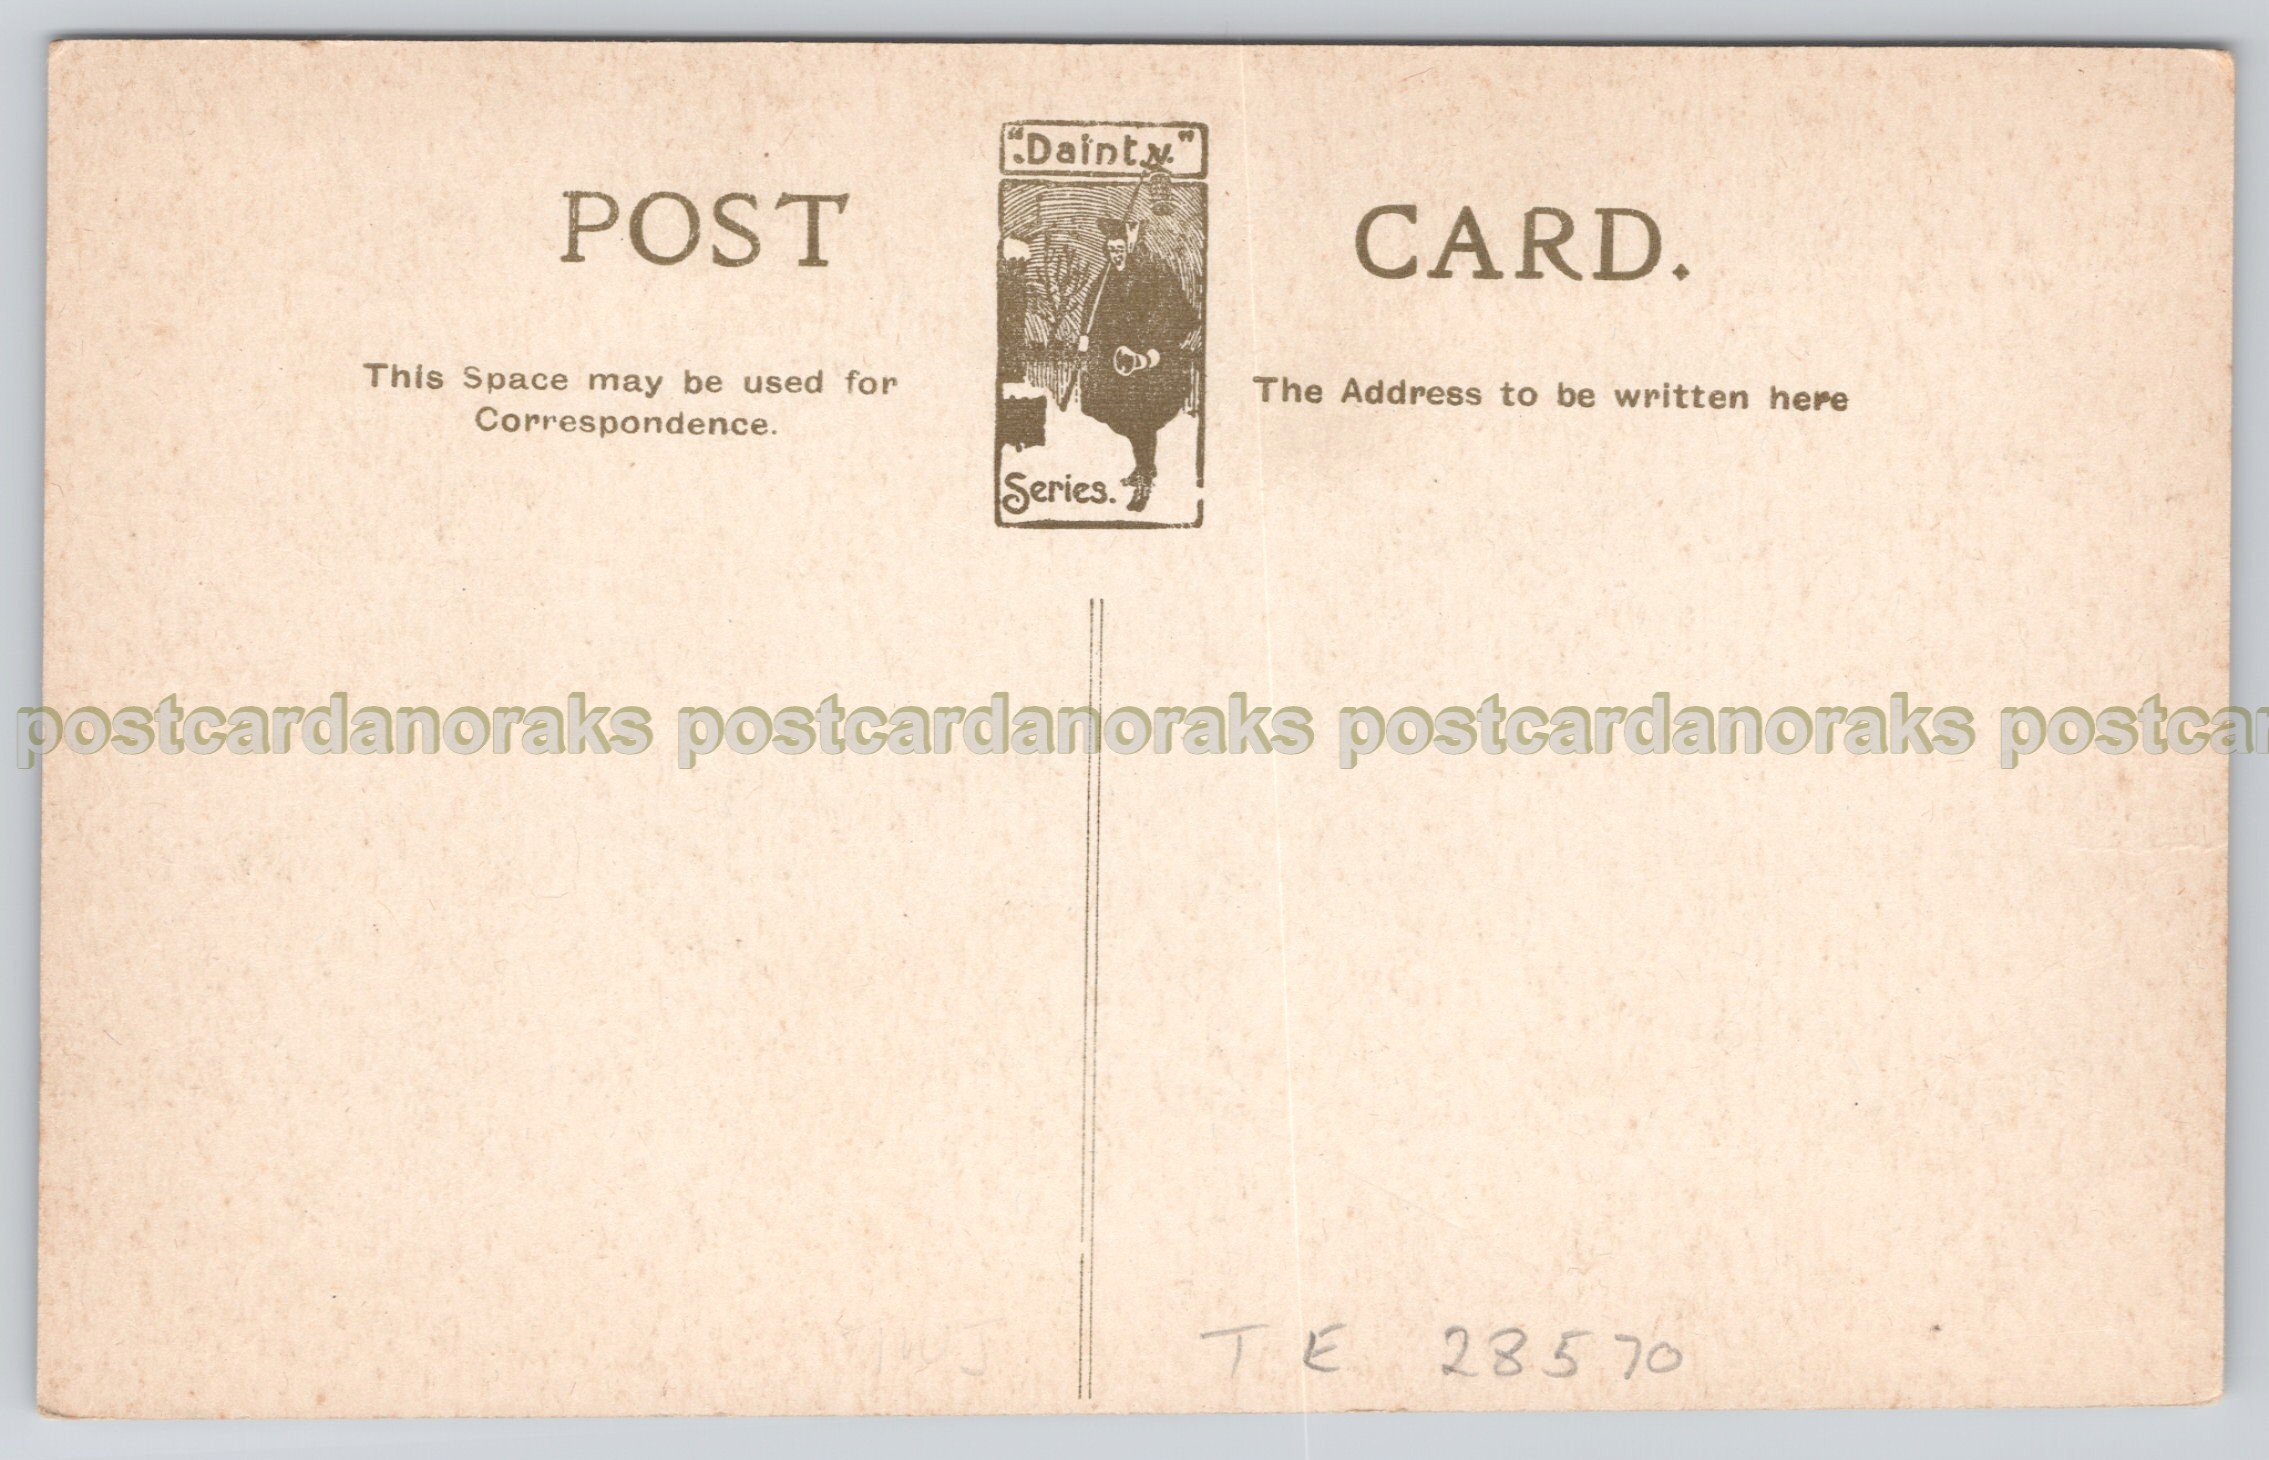 "Dainty"
POST CARD.
This Space may be used for
Correspondence.
The Address to be written here
Series.
postcardanoraks postcardanoraks postcardanoraks postcar
T E 28570